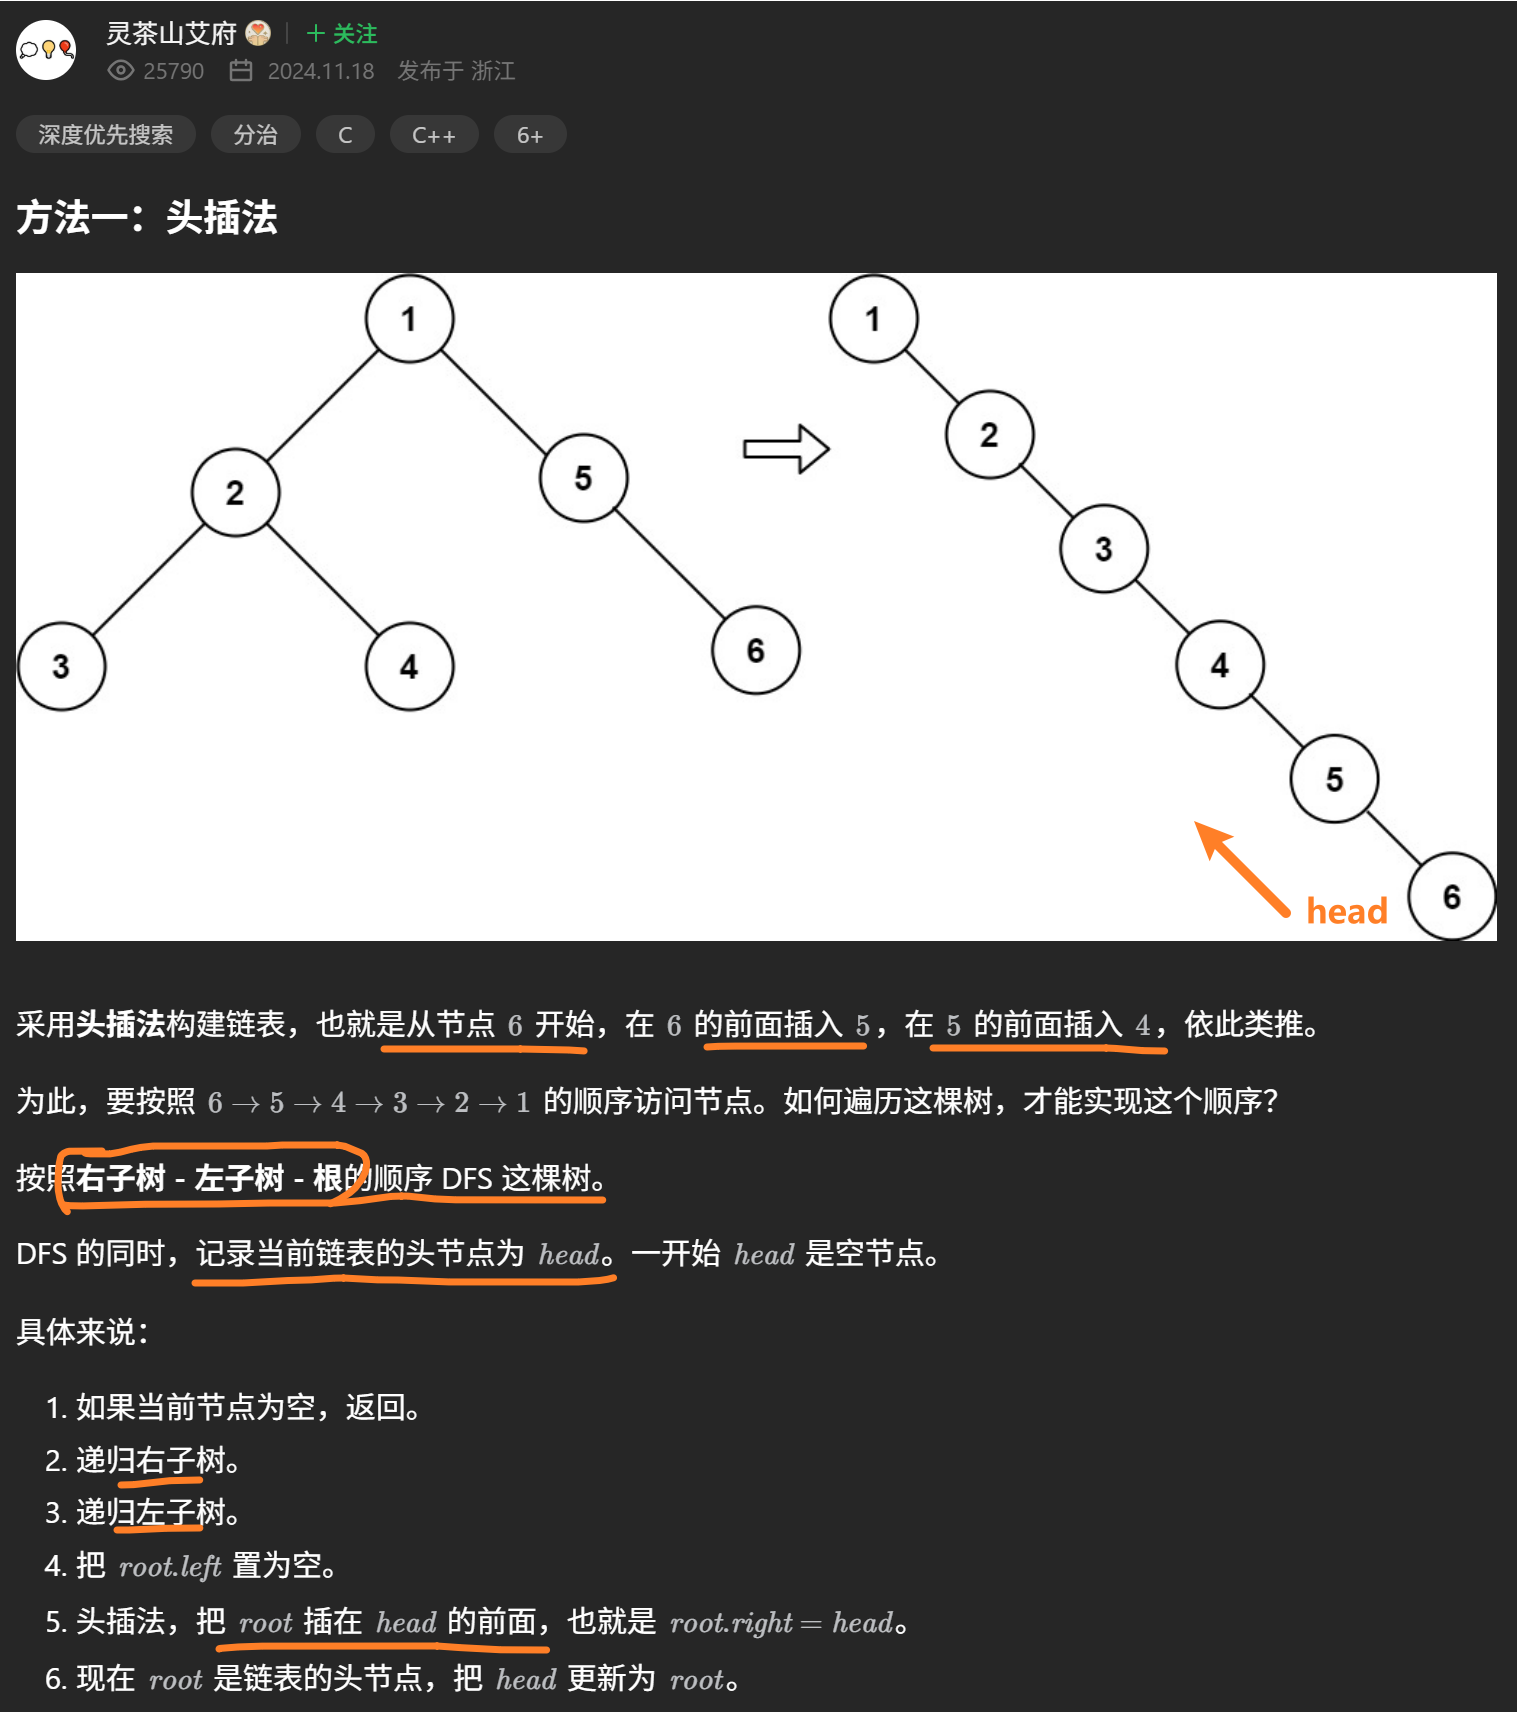 灵茶山艾府 + 关注
25790 2024.11.18 发布于 浙江
深度优先搜索 分治 C C++ 6+
方法一：头插法
1
1
2
2
5
3
3
4
6
4
5
head
6
采用头插法构建链表，也就是从节点 6 开始，在 6 的前面插入 5，在 5 的前面插入 4，依此类推。
为此，要按照 6→5→4→3→2→1 的顺序访问节点。如何遍历这棵树，才能实现这个顺序？
按照右子树 - 左子树 - 根的顺序 DFS 这棵树。
DFS 的同时，记录当前链表的头节点为 head。一开始 head 是空节点。
具体来说：
1. 如果当前节点为空，返回。
2. 递归右子树。
3. 递归左子树。
4. 把 root.left 置为空。
5. 头插法，把 root 插在 head 的前面，也就是 root.right = head。
6. 现在 root 是链表的头节点，把 head 更新为 root。